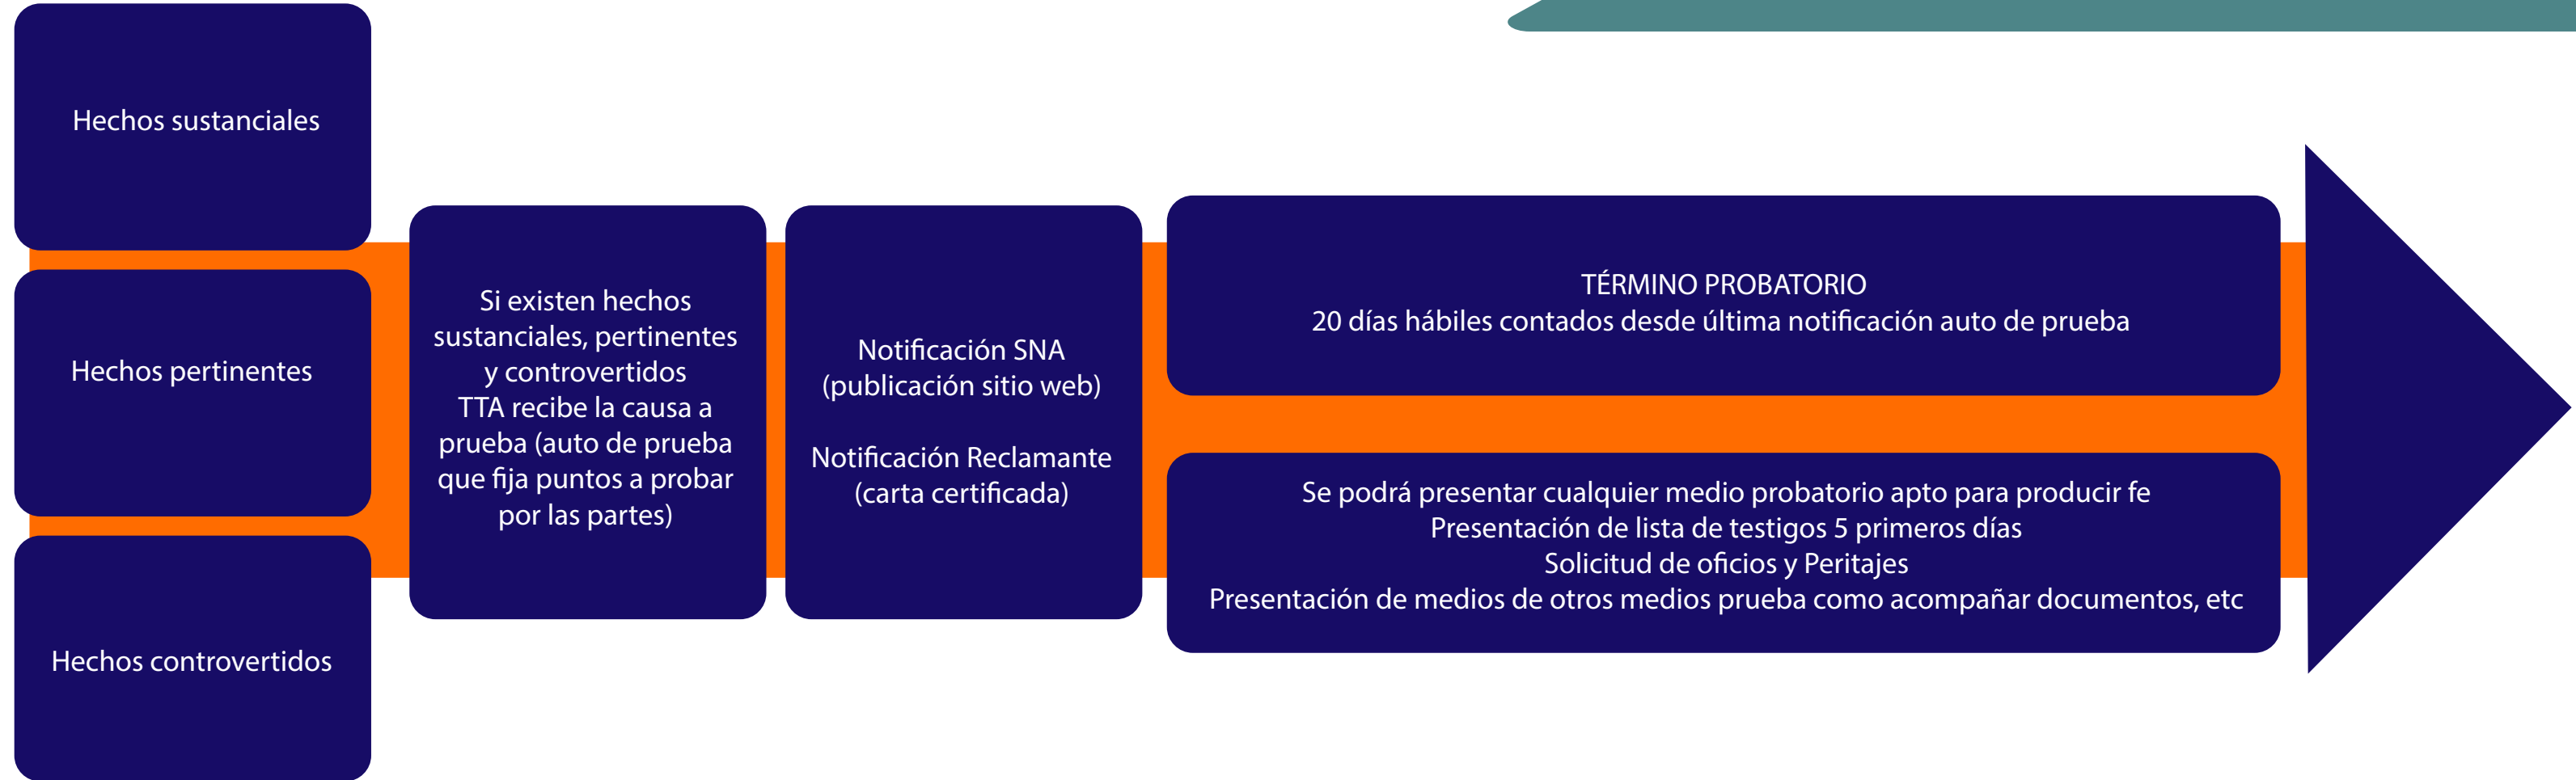 Hechos sustanciales
Hechos pertinentes
Hechos controvertidos
Si existen hechos
sustanciales, pertinentes
y controvertidos
TTA recibe la causa a
prueba (auto de prueba
que fija puntos a probar
por las partes)
Notificación SNA
(publicación sitio web)
Notificación Reclamante
(carta certificada)
TÉRMINO PROBATORIO
20 días hábiles contados desde última notificación auto de prueba
Se podrá presentar cualquier medio probatorio apto para producir fe
Presentación de lista de testigos 5 primeros días
Solicitud de oficios y Peritajes
Presentación de medios de otros medios prueba como acompañar documentos, etc